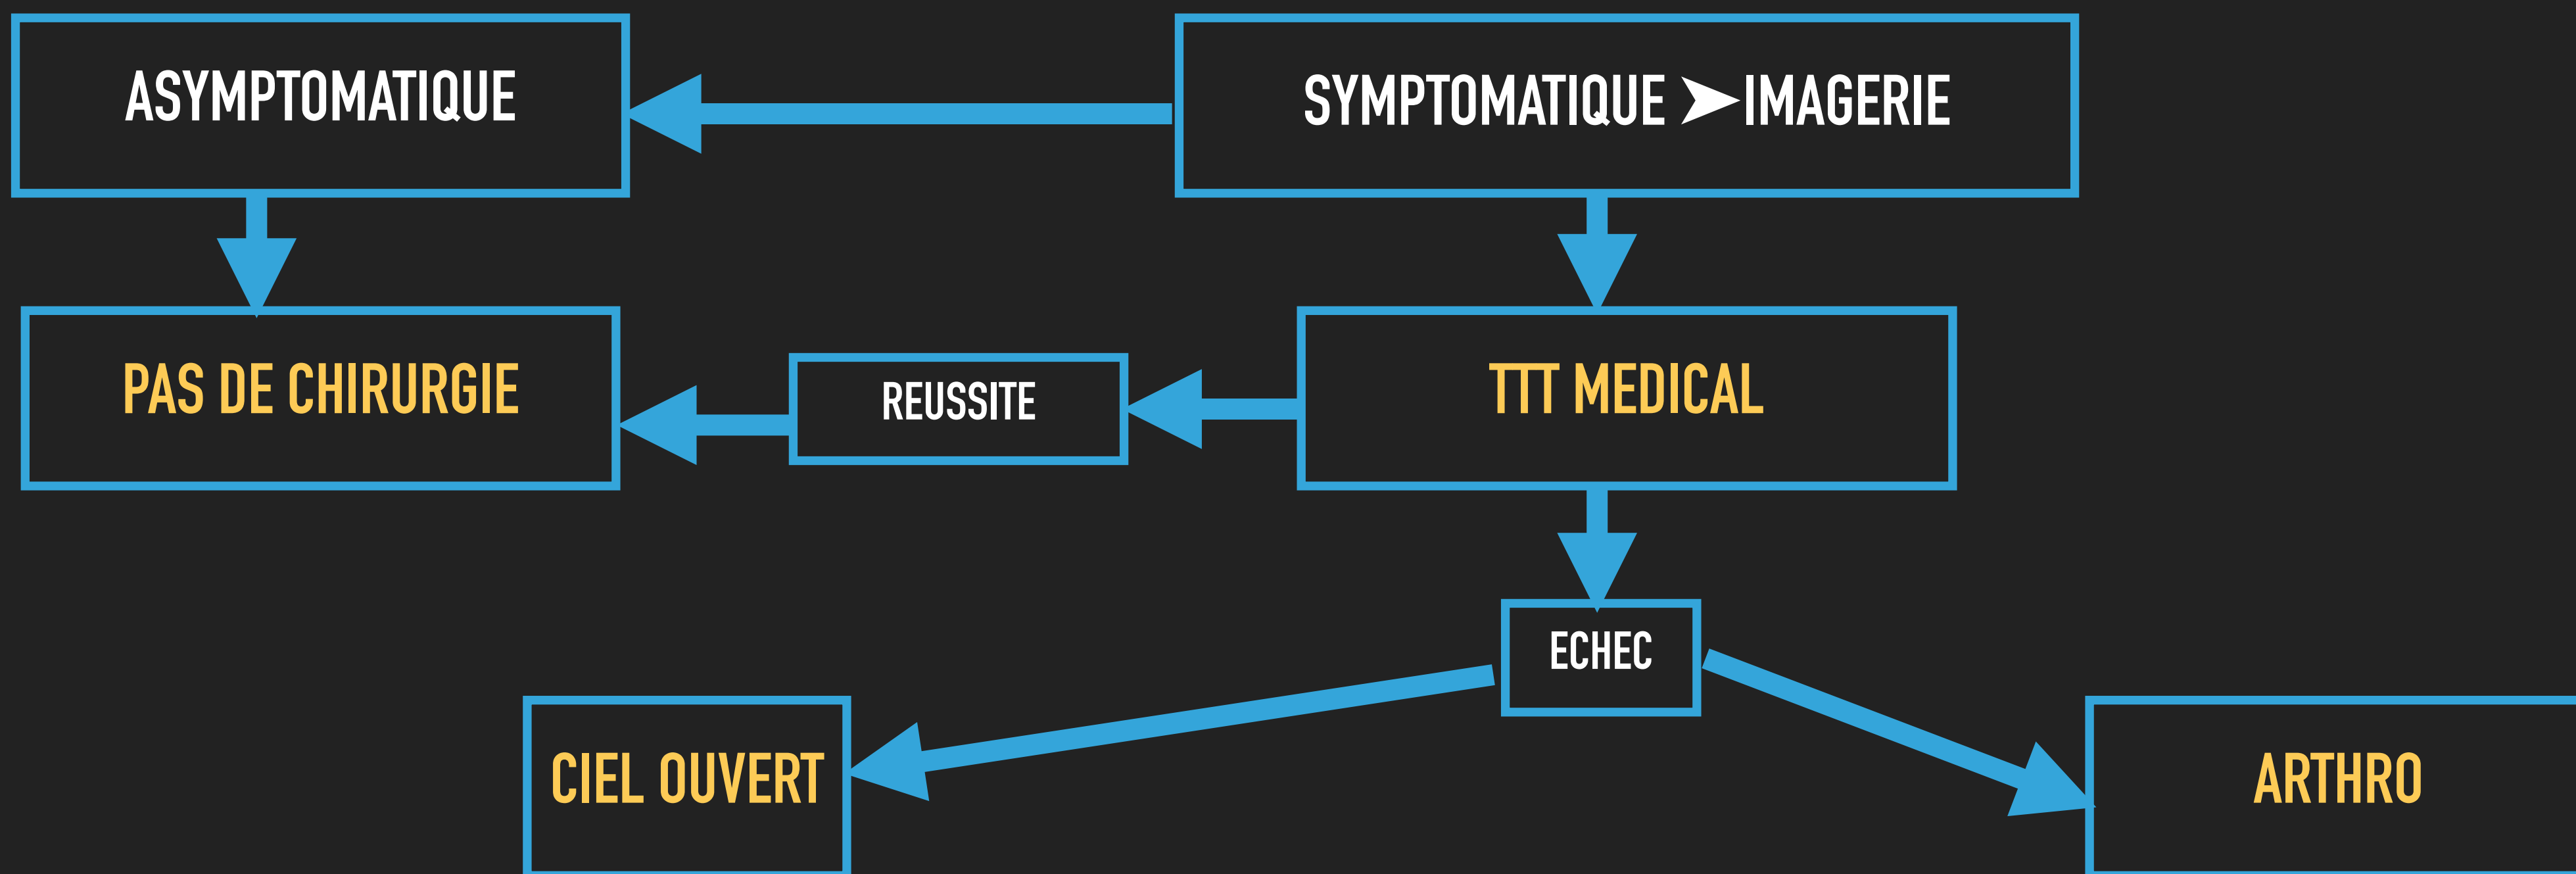 ASYMPTOMATIQUE
SYMPTOMATIQUE ➤IMAGERIE
PAS DE CHIRURGIE
REUSSITE
TTT MEDICAL
ECHEC
CIEL OUVERT
ARTHRO